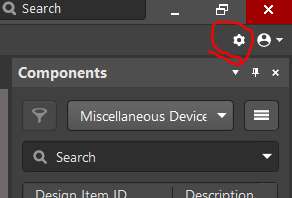 Search
Components
Miscellaneous Device
Search
Design Item ID
Description